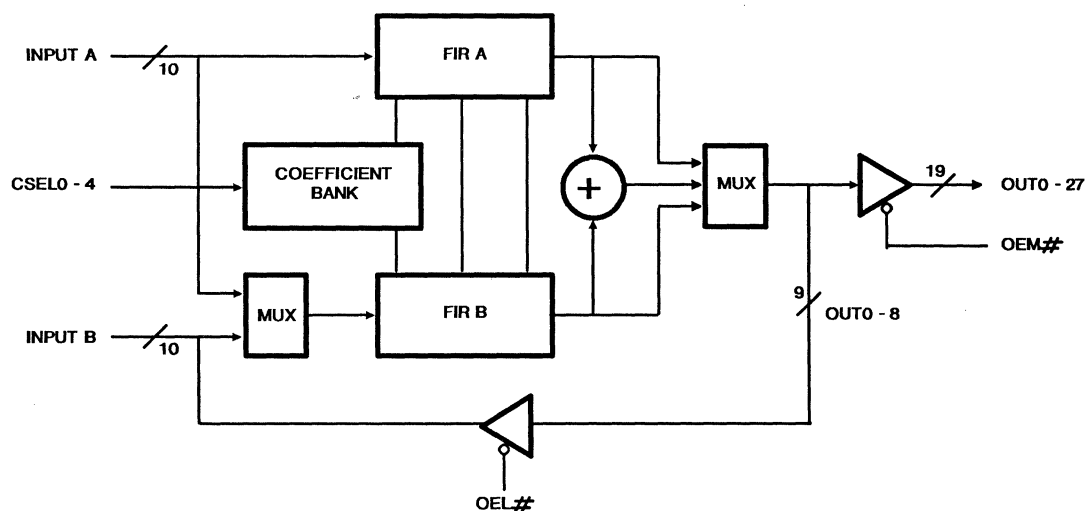 INPUT A
10
FIR A
CSEL0 - 4
COEFFICIENT
BANK
+
MUX
19
OUT0 - 27
OEM#
MUX
FIR B
9
OUT0 - 8
INPUT B
10
OEL#